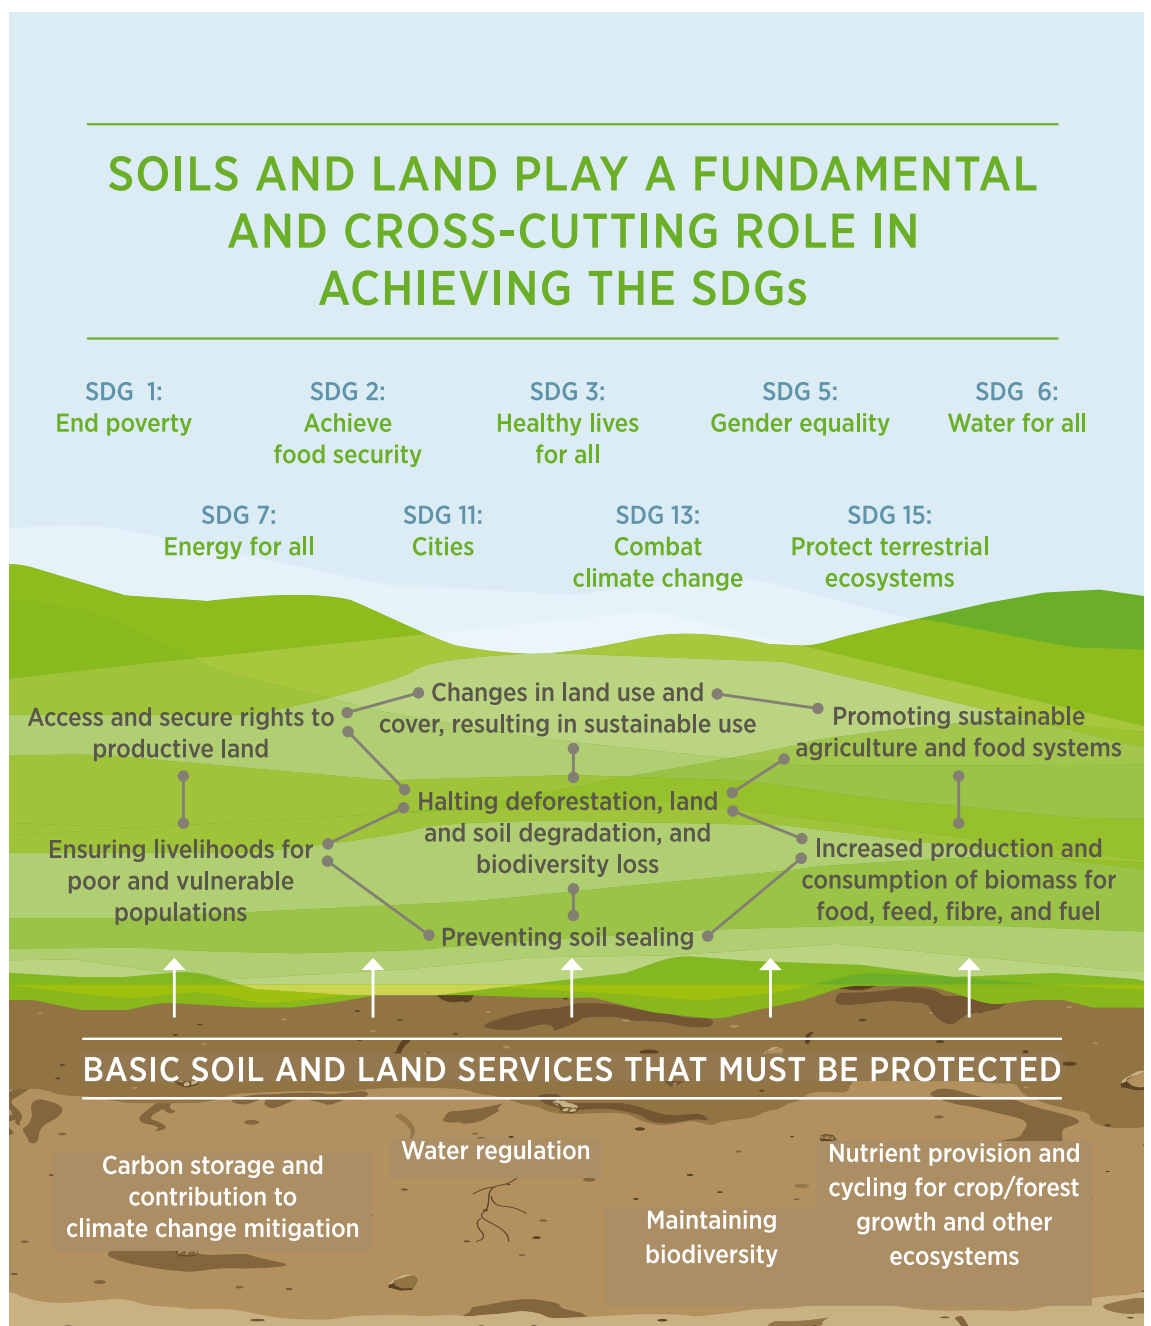 SOILS AND LAND PLAY A FUNDAMENTAL
AND CROSS-CUTTING ROLE IN
ACHIEVING THE SDGs
SDG 1:
End poverty
SDG 2:
Achieve
food security
SDG 3:
Healthy lives
for all
SDG 5:
Gender equality
SDG 6:
Water for all
SDG 7:
Energy for all
SDG 11:
Cities
SDG 13:
Combat
climate change
SDG 15:
Protect terrestrial
ecosystems
Access and secure rights to
productive land
Changes in land use and
cover, resulting in sustainable use
Promoting sustainable
agriculture and food systems
Ensuring livelihoods for
poor and vulnerable
populations
Halting deforestation, land
and soil degradation, and
biodiversity loss
Increased production and
consumption of biomass for
food, feed, fibre, and fuel
Preventing soil sealing
BASIC SOIL AND LAND SERVICES THAT MUST BE PROTECTED
Carbon storage and
contribution to
climate change mitigation
Water regulation
Maintaining
biodiversity
Nutrient provision and
cycling for crop/forest
growth and other
ecosystems